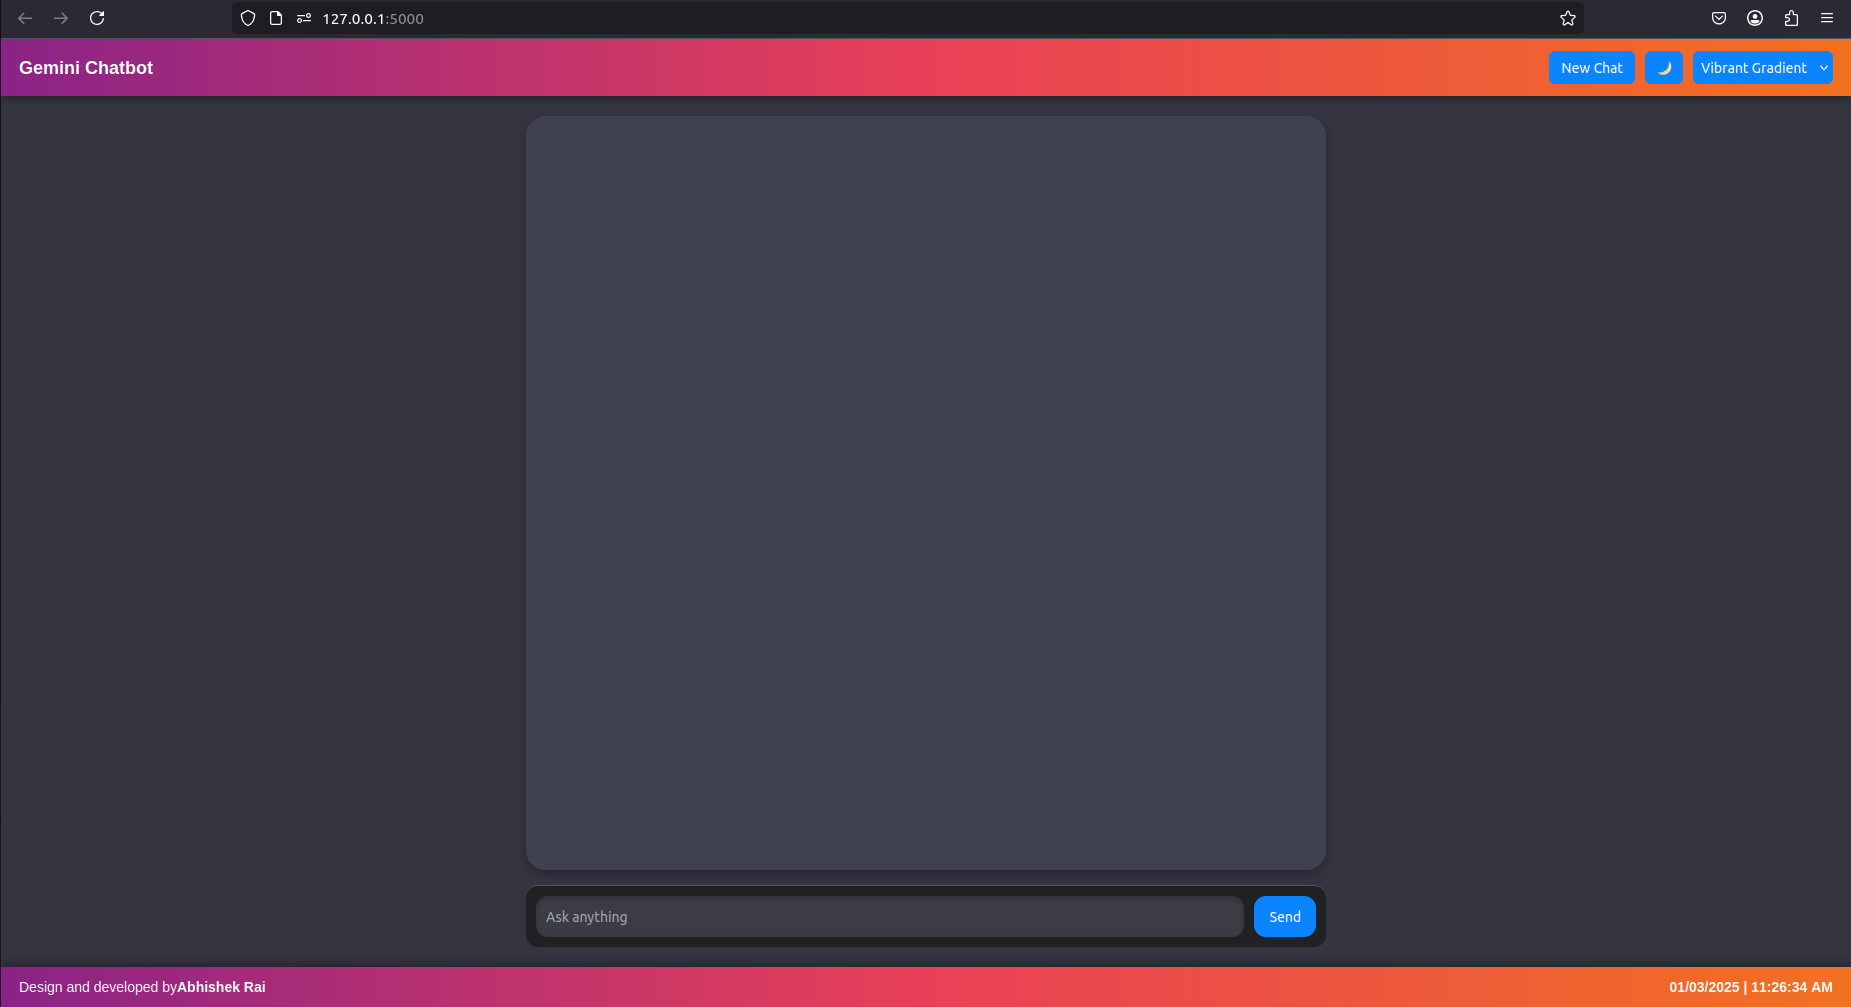 127.0.0.1:5000
Gemini Chatbot
New Chat
Vibrant Gradient
Ask anything
Send
Design and developed byAbhishek Rai
01/03/2025 | 11:26:34 AM